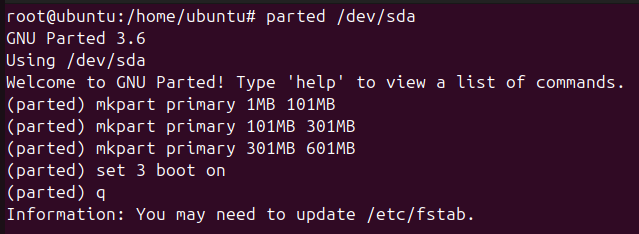 root@ubuntu:/home/ubuntu# parted /dev/sda
GNU Parted 3.6
Using /dev/sda
Welcome to GNU Parted! Type 'help' to view a list of commands.
(parted) mkpart primary 1MB 101MB
(parted) mkpart primary 101MB 301MB
(parted) mkpart primary 301MB 601MB
(parted) set 3 boot on
(parted) q
Information: You may need to update /etc/fstab.